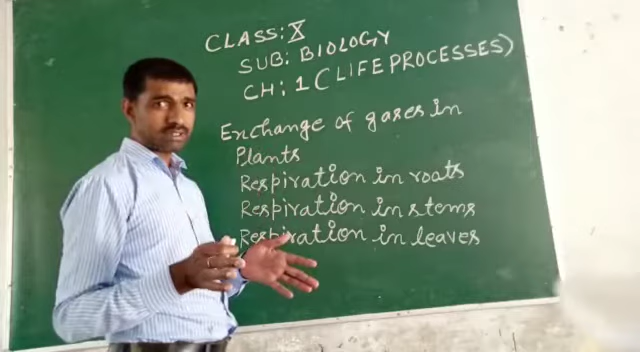 CLASS: X
SUB: BIOLOGY
CH: 1 (LIFE PROCESSES)
Exchange of gases in
Plants
Respiration in roots
Respiration in stems
Respiration in leaves